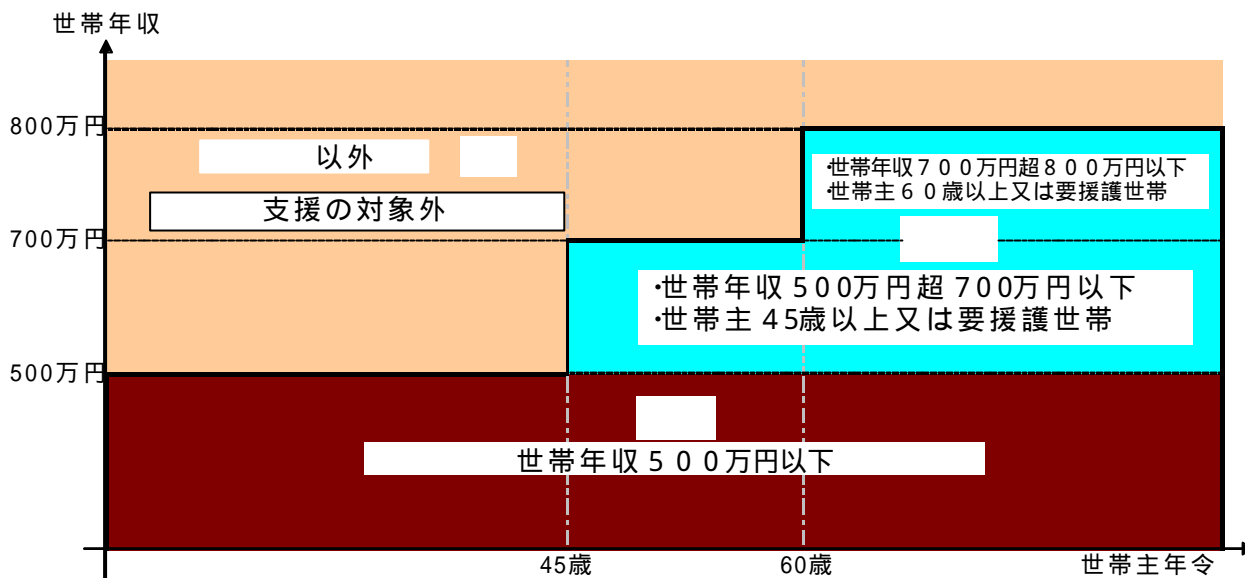 世帯年収
800万円
以外
・世帯年収７００万円超８００万円以下
・世帯主６０歳以上又は要援護世帯
支援の対象外
700万円
・世帯年収500万円超700万円以下
・世帯主45歳以上又は要援護世帯
500万円
世帯年収５００万円以下
45歳
60歳
世帯主年令